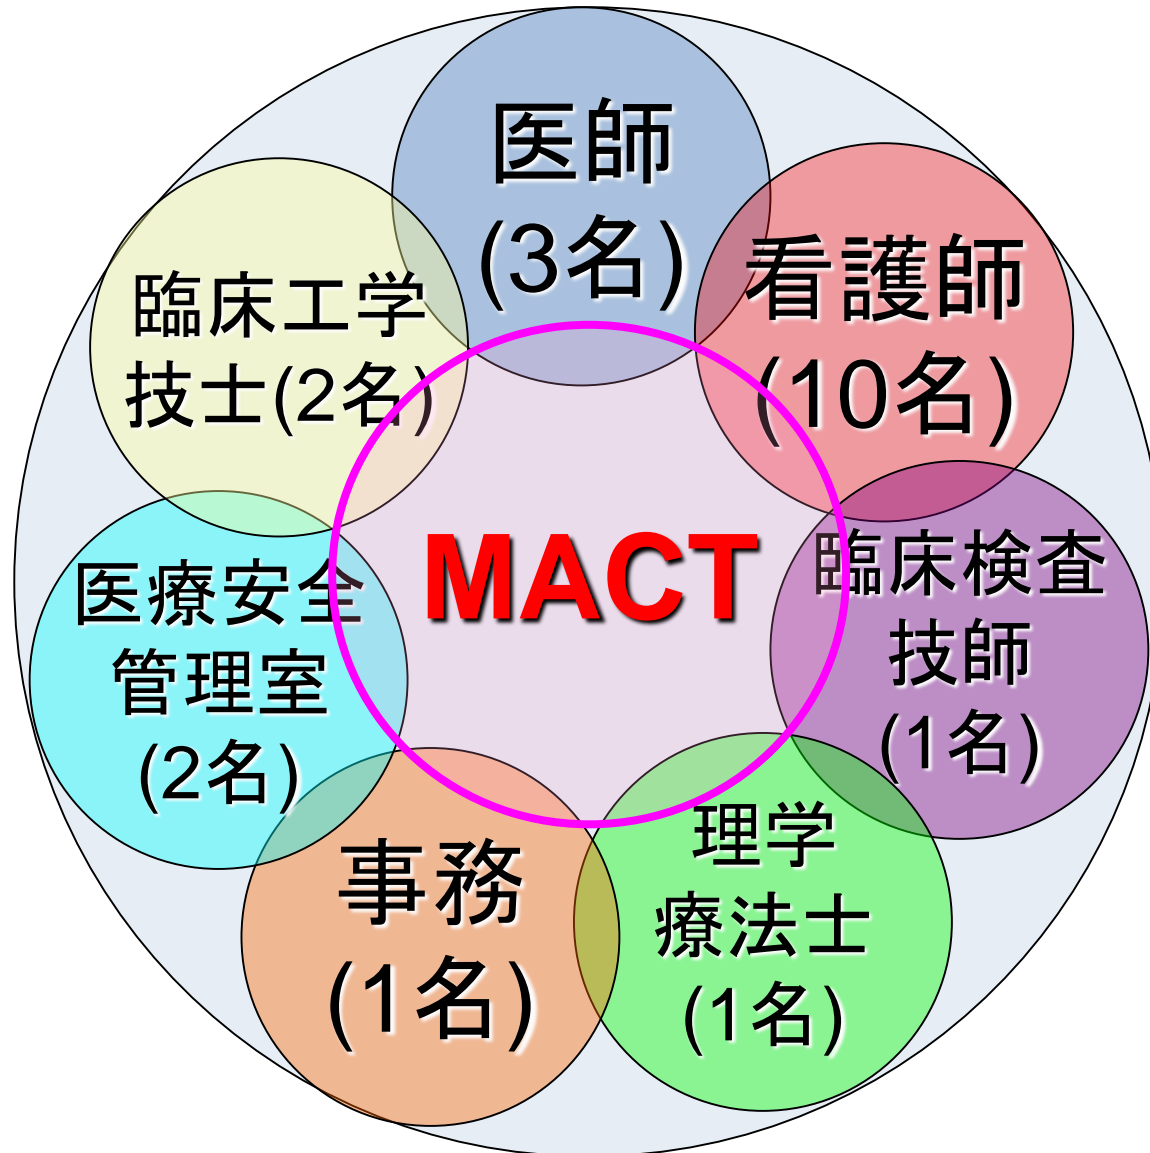 医師
(3名)
看護師
(10名)
臨床検査
技師
(1名)
理学
療法士
(1名)
事務
(1名)
医療安全
管理室
(2名)
臨床工学
技士(2名)
MACT